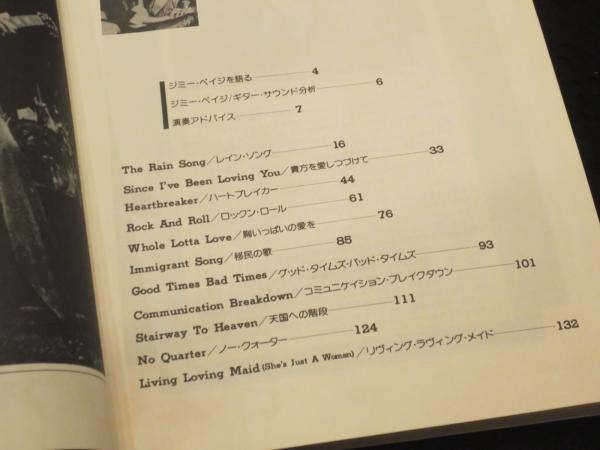 ジミー・ペイジを語る 4
ジミー・ペイジ/ギター・サウンド分析 6
演奏アドバイス 7
The Rain Song/レイン・ソング 16
Since I've Been Loving You/貴方を愛しつづけて 33
Heartbreaker/ハートブレイカー 44
Rock And Roll/ロックン・ロール 61
Whole Lotta Love/胸いっぱいの愛を 76
Immigrant Song/移民の歌 85
Good Times Bad Times/グッド・タイムズ・バッド・タイムズ 93
Communication Breakdown/コミュニケイション・ブレイクダウン 101
Stairway To Heaven/天国への階段 111
No Quarter/ノー・クォーター 124
Living Loving Maid (She's Just A Woman)/リヴィング・ラヴィング・メイド 132